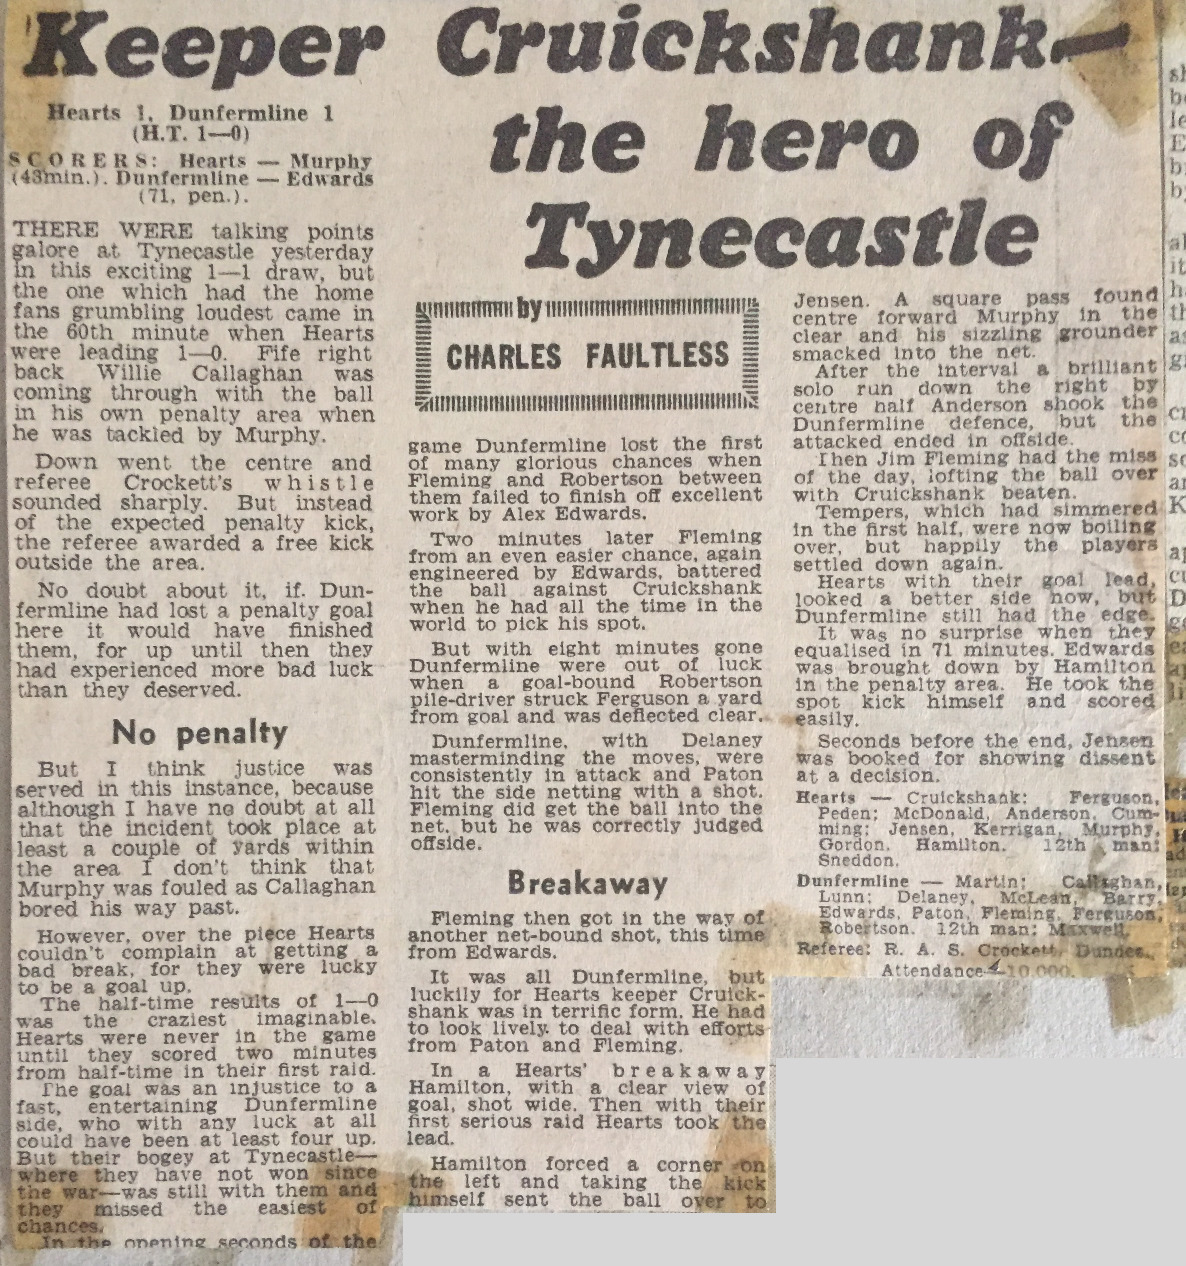 Keeper Cruickshank—
the hero of
Tynecastle
Hearts 1, Dunfermline 1
(H.T. 1—0)
SCORERS: Hearts — Murphy
(43min.). Dunfermline — Edwards
(71, pen.).
THERE WERE talking points
galore at Tynecastle yesterday
in this exciting 1—1 draw, but
the one which had the home
fans grumbling loudest came in
the 60th minute when Hearts
were leading 1—0. Fife right
back Willie Callaghan was
coming through with the ball
in his own penalty area when
he was tackled by Murphy.
Down went the centre and
referee Crockett's whistle
sounded sharply. But instead
of the expected penalty kick,
the referee awarded a free kick
outside the area.
No doubt about it, if. Dun-
fermline had lost a penalty goal
here it would have finished
them, for up until then they
had experienced more bad luck
than they deserved.
No penalty
But I think justice was
served in this instance, because
although I have no doubt at all
that the incident took place at
least a couple of yards within
the area I don't think that
Murphy was fouled as Callaghan
bored his way past.
However, over the piece Hearts
couldn't complain at getting a
bad break, for they were lucky
to be a goal up.
The half-time results of 1—0
was the craziest imaginable.
Hearts were never in the game
until they scored two minutes
from half-time in their first raid.
The goal was an injustice to a
fast, entertaining Dunfermline
side, who with any luck at all
could have been at least four up.
But their bogey at Tynecastle—
where they have not won since
the war—was still with them and
they missed the easiest of
chances.
In the opening seconds of the
by
CHARLES FAULTLESS
game Dunfermline lost the first
of many glorious chances when
Fleming and Robertson between
them failed to finish off excellent
work by Alex Edwards.
Two minutes later Fleming
from an even easier chance, again
engineered by Edwards, battered
the ball against Cruickshank
when he had all the time in the
world to pick his spot.
But with eight minutes gone
Dunfermline were out of luck
when a goal-bound Robertson
pile-driver struck Ferguson a yard
from goal and was deflected clear.
Dunfermline, with Delaney
masterminding the moves, were
consistently in attack and Paton
hit the side netting with a shot.
Fleming did get the ball into the
net, but he was correctly judged
offside.
Breakaway
Fleming then got in the way of
another net-bound shot, this time
from Edwards.
It was all Dunfermline, but
luckily for Hearts keeper Cruick-
shank was in terrific form. He had
to look lively. to deal with efforts
from Paton and Fleming.
In a Hearts' breakaway
Hamilton, with a clear view of
goal, shot wide. Then with their
first serious raid Hearts took the
lead.
Hamilton forced a corner on
the left and taking the kick
himself sent the ball over to
Jensen. A square pass found
centre forward Murphy in the
clear and his sizzling grounder
smacked into the net.
After the interval a brilliant
solo run down the right by
centre half Anderson shook the
Dunfermline defence, but the
attacked ended in offside.
Then Jim Fleming had the miss
of the day, lofting the ball over
with Cruickshank beaten.
Tempers, which had simmered
in the first half, were now boiling
over, but happily the players
settled down again.
Hearts with their goal lead,
looked a better side now, but
Dunfermline still had the edge.
It was no surprise when they
equalised in 71 minutes. Edwards
was brought down by Hamilton
in the penalty area. He took the
spot kick himself and scored
easily.
Seconds before the end, Jensen
was booked for showing dissent
at a decision.
Hearts — Cruickshank; Ferguson,
Peden; McDonald, Anderson, Cum-
ming; Jensen, Kerrigan, Murphy,
Gordon, Hamilton. 12th man:
Sneddon.
Dunfermline — Martin; Callaghan,
Lunn; Delaney, McLean, Barry,
Edwards, Paton, Fleming, Ferguson,
Robertson. 12th man: Maxwell.
Referee: R. A. S. Crockett, Dundee.
Attendance—10,000.